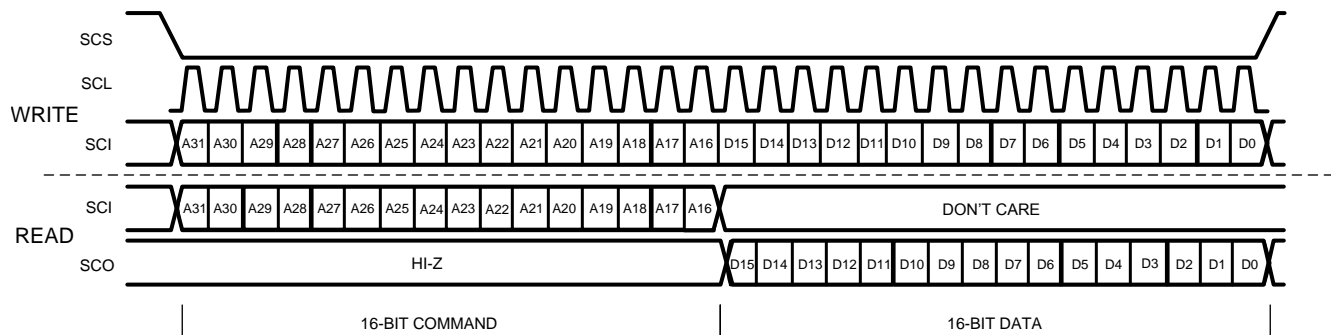 SCS
SCL
WRITE
SCI A31 A30 A29 A28 A27 A26 A25 A24 A23 A22 A21 A20 A19 A18 A17 A16 D15 D14 D13 D12 D11 D10 D9 D8 D7 D6 D5 D4 D3 D2 D1 D0
SCI A31 A30 A29 A28 A27 A26 A25 A24 A23 A22 A21 A20 A19 A18 A17 A16 DON'T CARE
READ
SCO HI-Z D15 D14 D13 D12 D11 D10 D9 D8 D7 D6 D5 D4 D3 D2 D1 D0
16-BIT COMMAND 16-BIT DATA